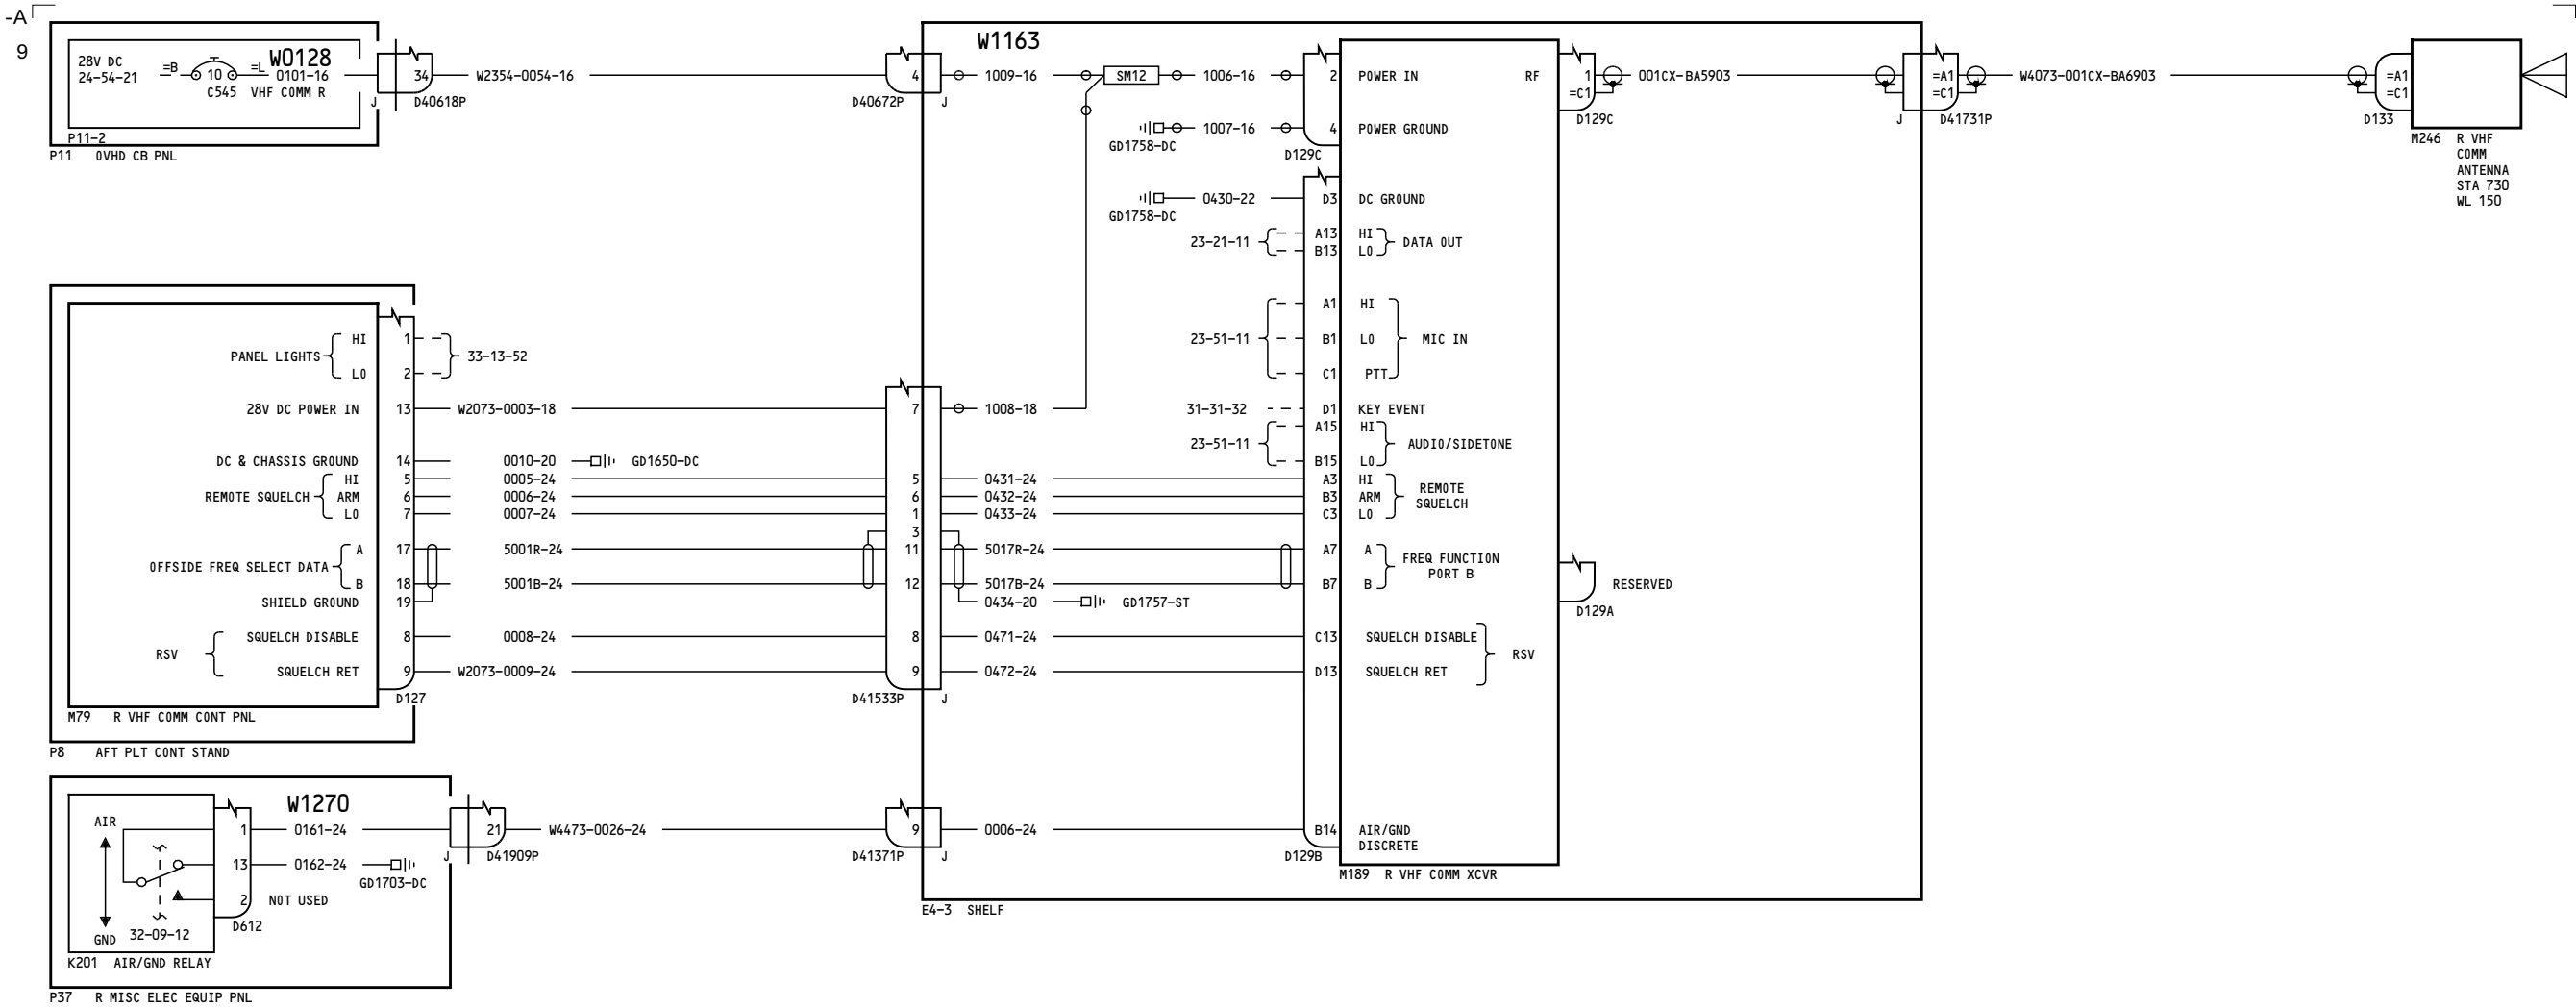 -A
9
28V DC
24-54-21
=B
10
C545
=L
W0128
0101-16
VHF COMM R
P11-2
P11 0VHD CB PNL
J
34
D40618P
W2354-0054-16
4
D40672P
J
W1163
1009-16
SM12
1006-16
2
POWER IN
RF
1
=C1
D129C
001CX-BA5903
=A1
=C1
J
D41731P
W4073-001CX-BA6903
=A1
=C1
D133
M246 R VHF
COMM
ANTENNA
STA 730
WL 150
GD1758-DC
1007-16
4
POWER GROUND
D129C
GD1758-DC
0430-22
D3
DC GROUND
23-21-11
A13 HI
B13 LO
DATA OUT
23-51-11
A1 HI
B1 LO
C1 PTT
MIC IN
31-31-32
D1
KEY EVENT
23-51-11
A15 HI
B15 LO
AUDIO/SIDETONE
PANEL LIGHTS
HI 1
LO 2
33-13-52
28V DC POWER IN
13
W2073-0003-18
7
1008-18
DC & CHASSIS GROUND
14
0010-20
GD1650-DC
REMOTE SQUELCH
HI 5 0005-24 5 0431-24 A3 HI
ARM 6 0006-24 6 0432-24 B3 ARM
LO 7 0007-24 1 0433-24 C3 LO
REMOTE
SQUELCH
3
OFFSIDE FREQ SELECT DATA
A 17 5001R-24 11 5017R-24 A7 A
B 18 5001B-24 12 5017B-24 B7 B
FREQ FUNCTION
PORT B
SHIELD GROUND
19
0434-20
GD1757-ST
RESERVED
D129A
RSV
SQUELCH DISABLE 8 0008-24 8 0471-24 C13 SQUELCH DISABLE
SQUELCH RET 9 W2073-0009-24 9 0472-24 D13 SQUELCH RET
RSV
D127
D41533P
J
M79 R VHF COMM CONT PNL
P8 AFT PLT CONT STAND
AIR
GND
32-09-12
W1270
1
0161-24
21
W4473-0026-24
9
0006-24
B14
AIR/GND
DISCRETE
13
0162-24
GD1703-DC
J
D41909P
D41371P
J
D129B
2
NOT USED
D612
K201 AIR/GND RELAY
P37 R MISC ELEC EQUIP PNL
M189 R VHF COMM XCVR
E4-3 SHELF